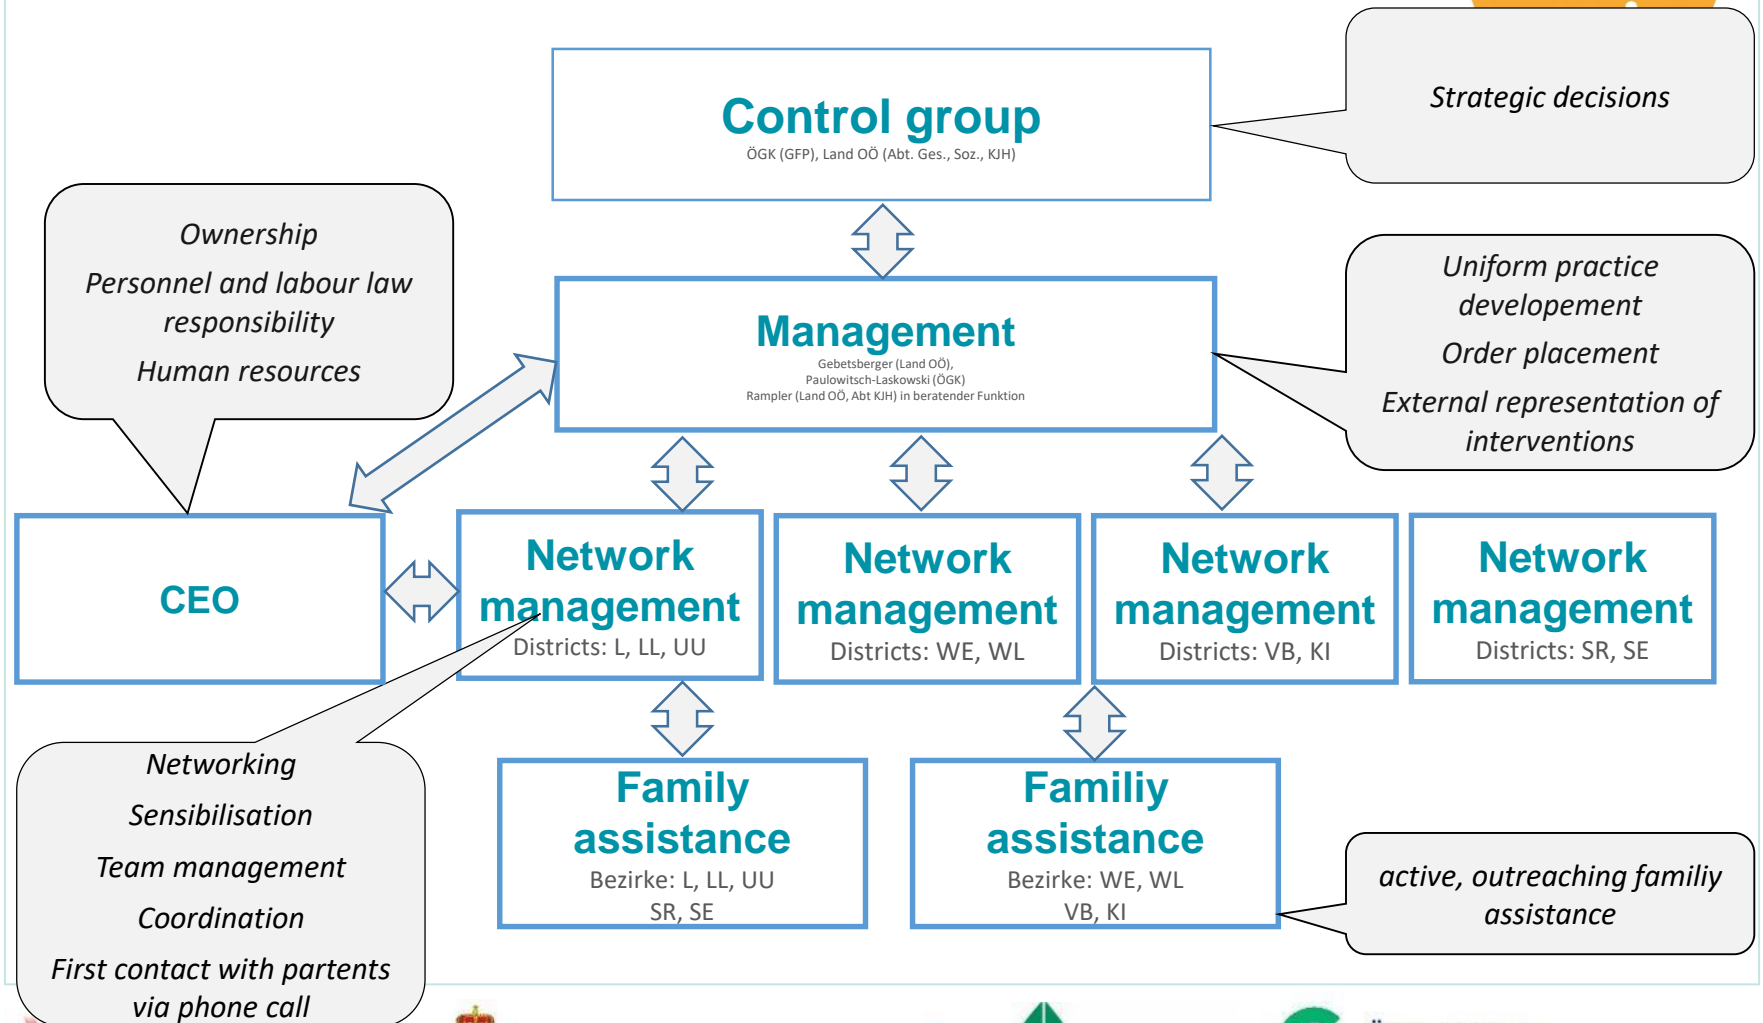 Strategic decisions
Control group
ÖGK (GFP), Land OÖ (Abt. Ges., Soz., KJH)
Ownership
Personnel and labour law
responsibility
Human resources
Management
Gebetsberger (Land OÖ),
Paulowitsch-Laskowski (ÖGK)
Rampler (Land OÖ, Abt KJH) in beratender Funktion
Uniform practice
developement
Order placement
External representation of
interventions
CEO
Network
management
Districts: L, LL, UU
Network
management
Districts: WE, WL
Network
management
Districts: VB, KI
Network
management
Districts: SR, SE
Networking
Sensibilisation
Team management
Coordination
First contact with partents
via phone call
Family
assistance
Bezirke: L, LL, UU
SR, SE
Familiy
assistance
Bezirke: WE, WL
VB, KI
active, outreaching familiy
assistance